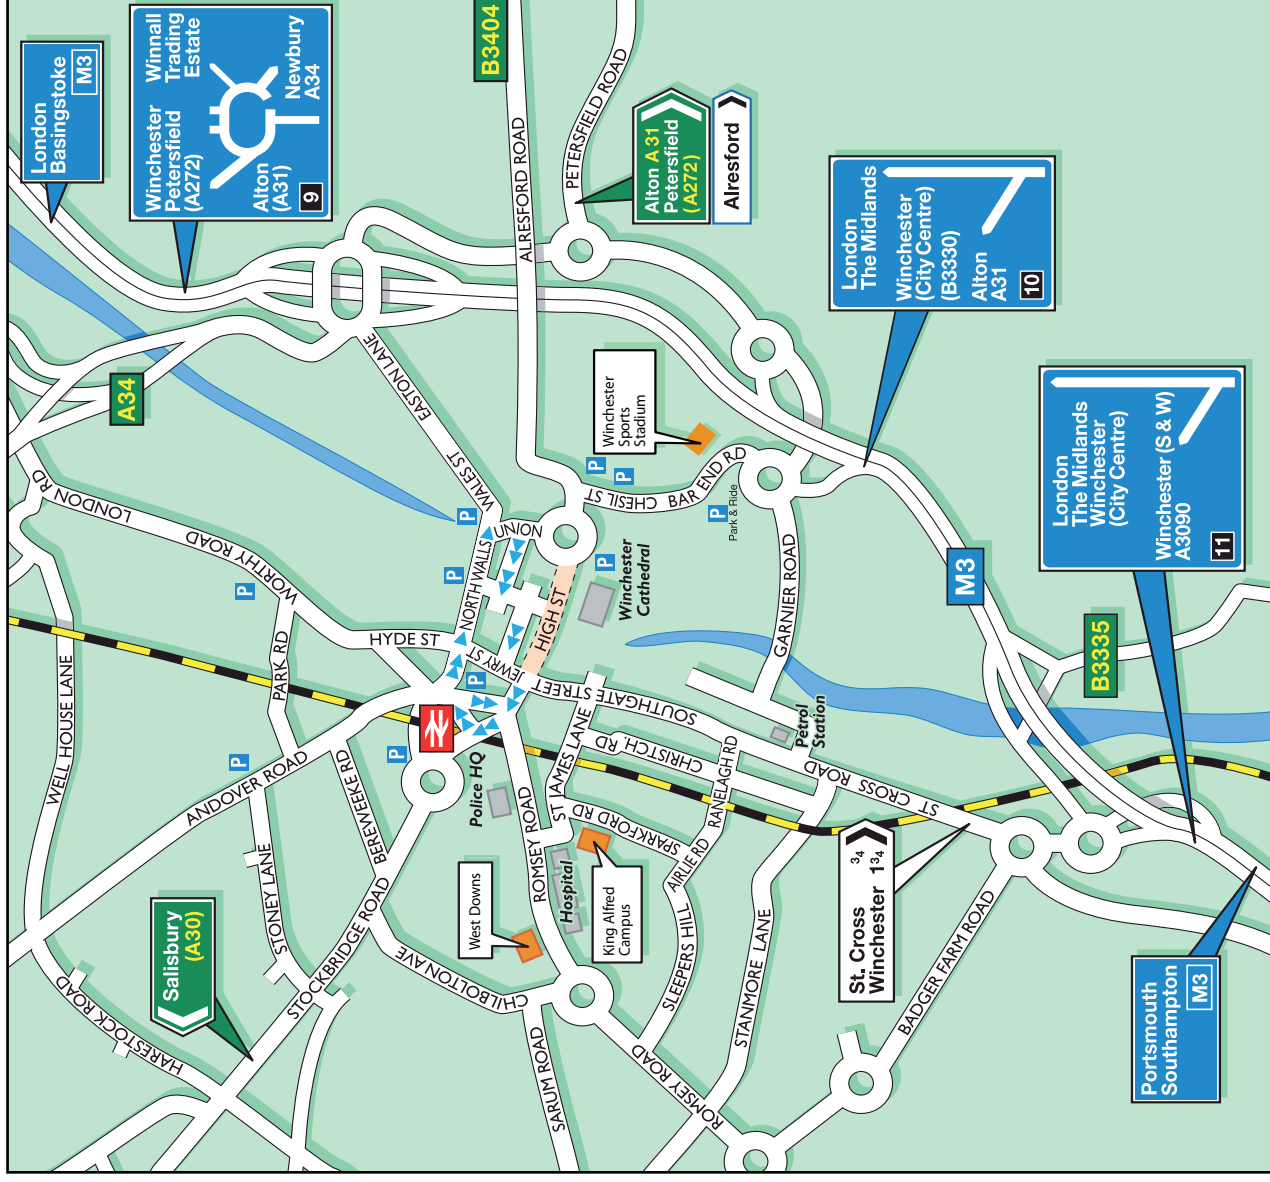 London
Basingstoke
M3
Winchester
Petersfield
(A272)
Winnall
Trading
Estate
Newbury
A34
Alton
(A31)
9
B3404
ALRESFORD ROAD
PETERSFIELD ROAD
Alton A 31
Petersfield
(A272)
Alresford
London
The Midlands
Winchester
(City Centre)
(B3330)
Alton
A31
10
London
The Midlands
Winchester
(City Centre)
Winchester (S & W)
A3090
11
A34
EASTON LANE
WALES ST
Winchester
Sports
Stadium
P
P
CHESIL ST
BAR END RD
P
Park & Ride
LONDON RD
WORTHY ROAD
P
P
P
NORTH WALLS
UNION
P
Winchester
Cathedral
HIGH ST
JEWRY ST
HYDE ST
PARK RD
WELL HOUSE LANE
GARNIER ROAD
M3
B3335
P
P
P
ANDOVER ROAD
SOUTHGATE STREET
ST JAMES LANE
CHRISTCH. RD
RANELAGH RD
Petrol
Station
ST CROSS ROAD
Police HQ
BEREWEEKE RD
STONEY LANE
STOCKBRIDGE ROAD
ROMSEY ROAD
SPARKFORD RD
AIRLIE RD
Hospital
West Downs
King Alfred
Campus
CHILBOLTON AVE
SLEEPERS HILL
STANMORE LANE
St. Cross 3/4
Winchester 1 3/4
BADGER FARM ROAD
Salisbury
(A30)
HARESTOCK ROAD
SARUM ROAD
ROMSEY ROAD
Portsmouth
Southampton
M3